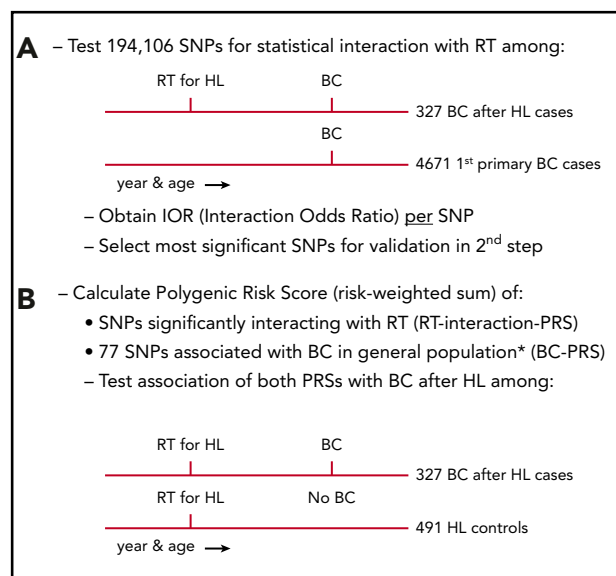 A – Test 194,106 SNPs for statistical interaction with RT among:
RT for HL BC
327 BC after HL cases
BC
4671 1st primary BC cases
year & age →
– Obtain IOR (Interaction Odds Ratio) per SNP
– Select most significant SNPs for validation in 2nd step
B – Calculate Polygenic Risk Score (risk-weighted sum) of:
• SNPs significantly interacting with RT (RT-interaction-PRS)
• 77 SNPs associated with BC in general population* (BC-PRS)
– Test association of both PRSs with BC after HL among:
RT for HL BC
327 BC after HL cases
RT for HL No BC
491 HL controls
year & age →